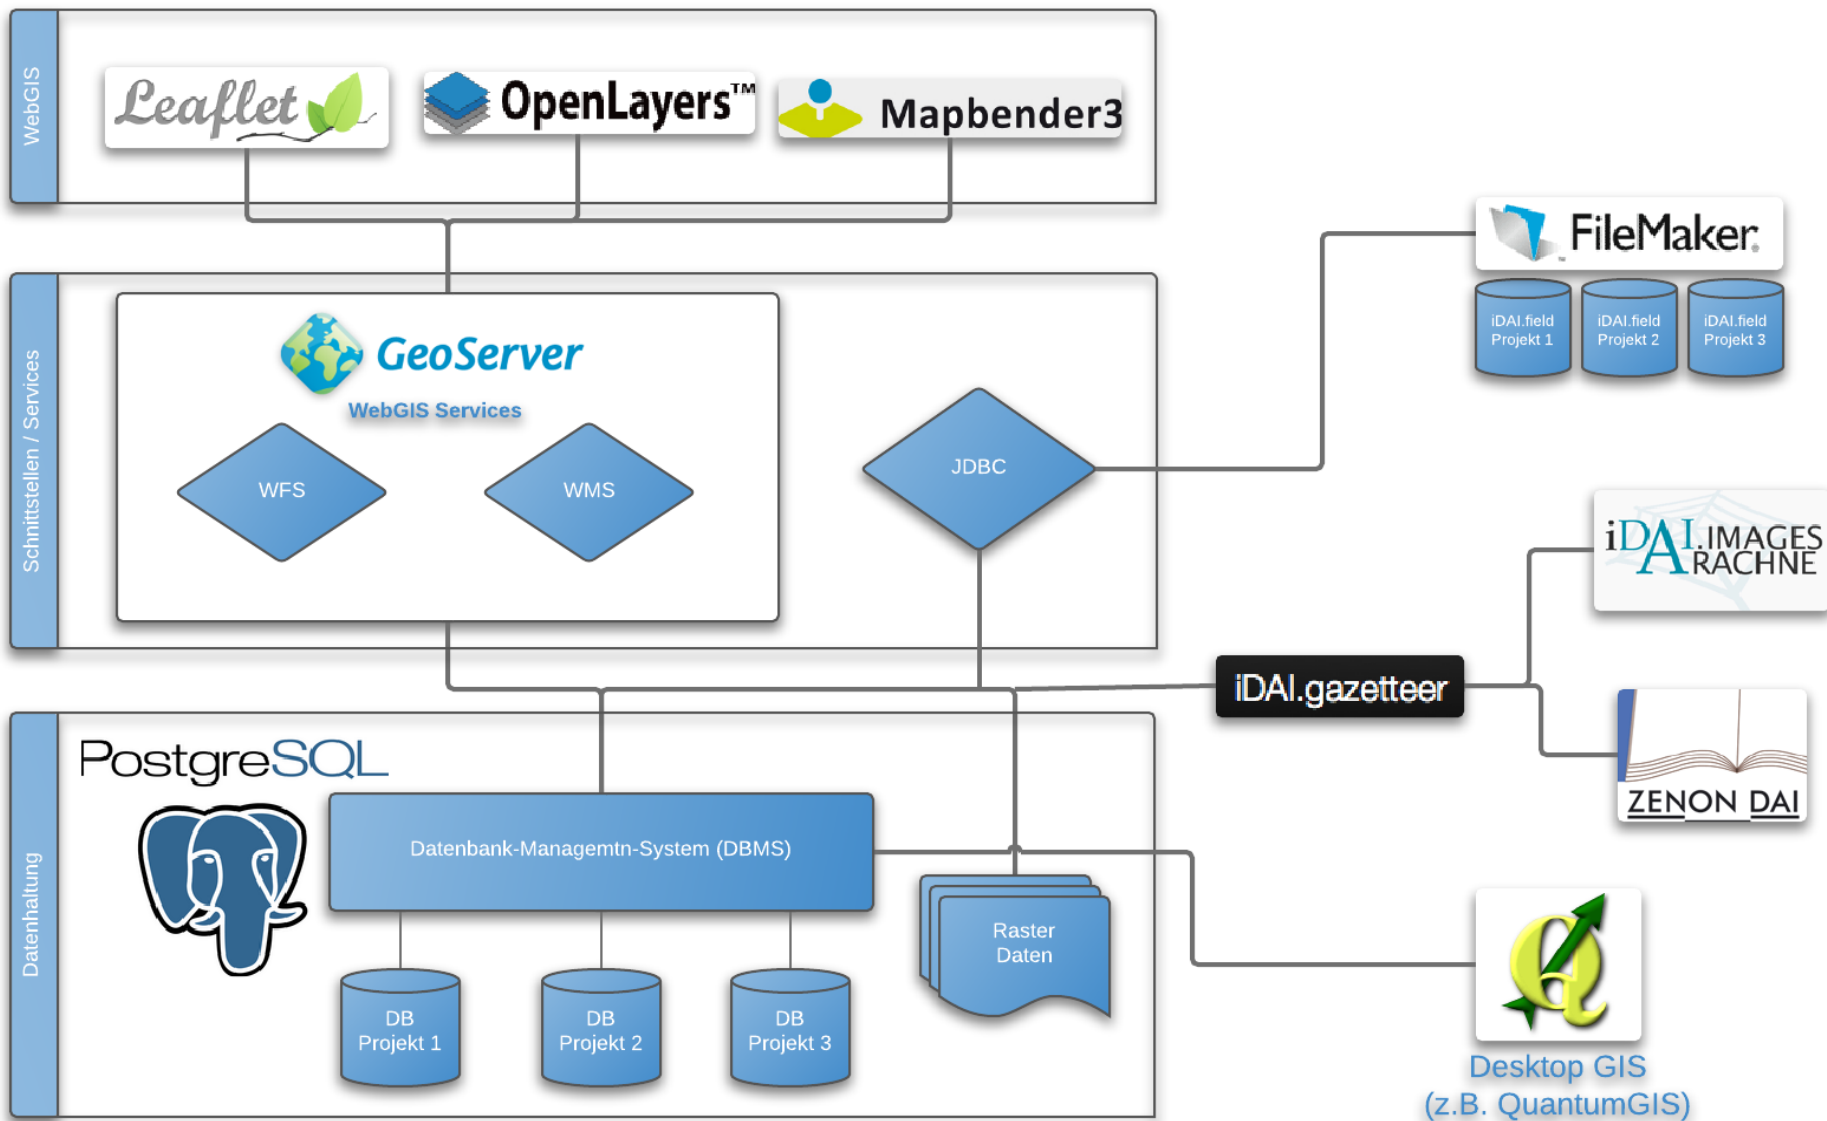 WebGIS
Leaflet
OpenLayers™
Mapbender3
Schnittstellen / Services
GeoServer
WebGIS Services
WFS
WMS
JDBC
FileMaker
iDAI.field
Projekt 1
iDAI.field
Projekt 2
iDAI.field
Projekt 3
iDAI.IMAGES
ARACHNE
iDAI.gazetteer
ZENON DAI
Datenhaltung
PostgreSQL
Datenbank-Managemtn-System (DBMS)
DB
Projekt 1
DB
Projekt 2
DB
Projekt 3
Raster
Daten
Desktop GIS
(z.B. QuantumGIS)